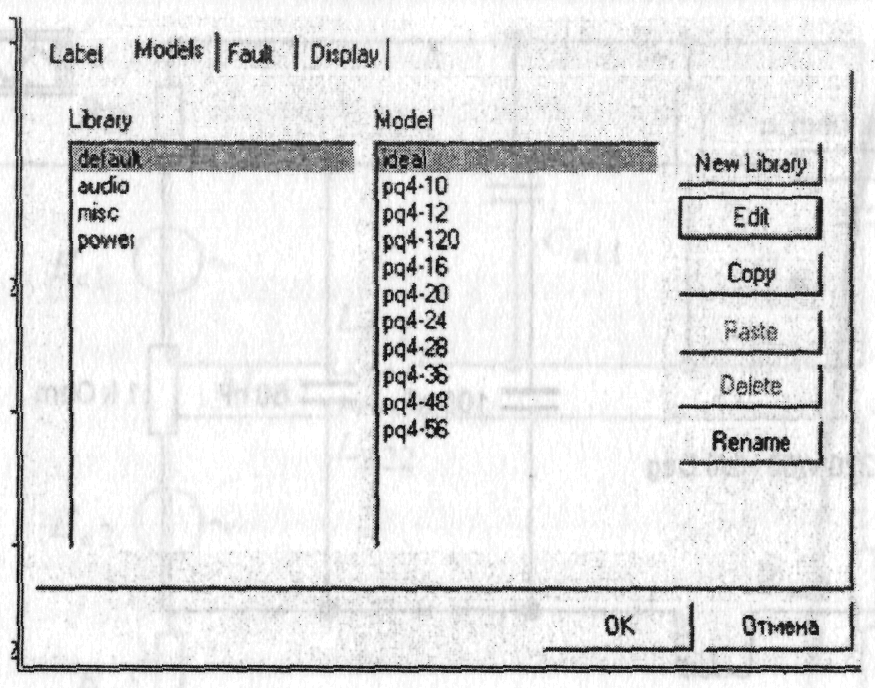 Label Models Fault Display
Library
default
audio
misc
power
Model
ideal
pq4-10
pq4-12
pq4-120
pq4-16
pq4-20
pq4-24
pq4-28
pq4-36
pq4-48
pq4-56
New Library
Edit
Copy
Paste
Delete
Rename
OK
Отмена